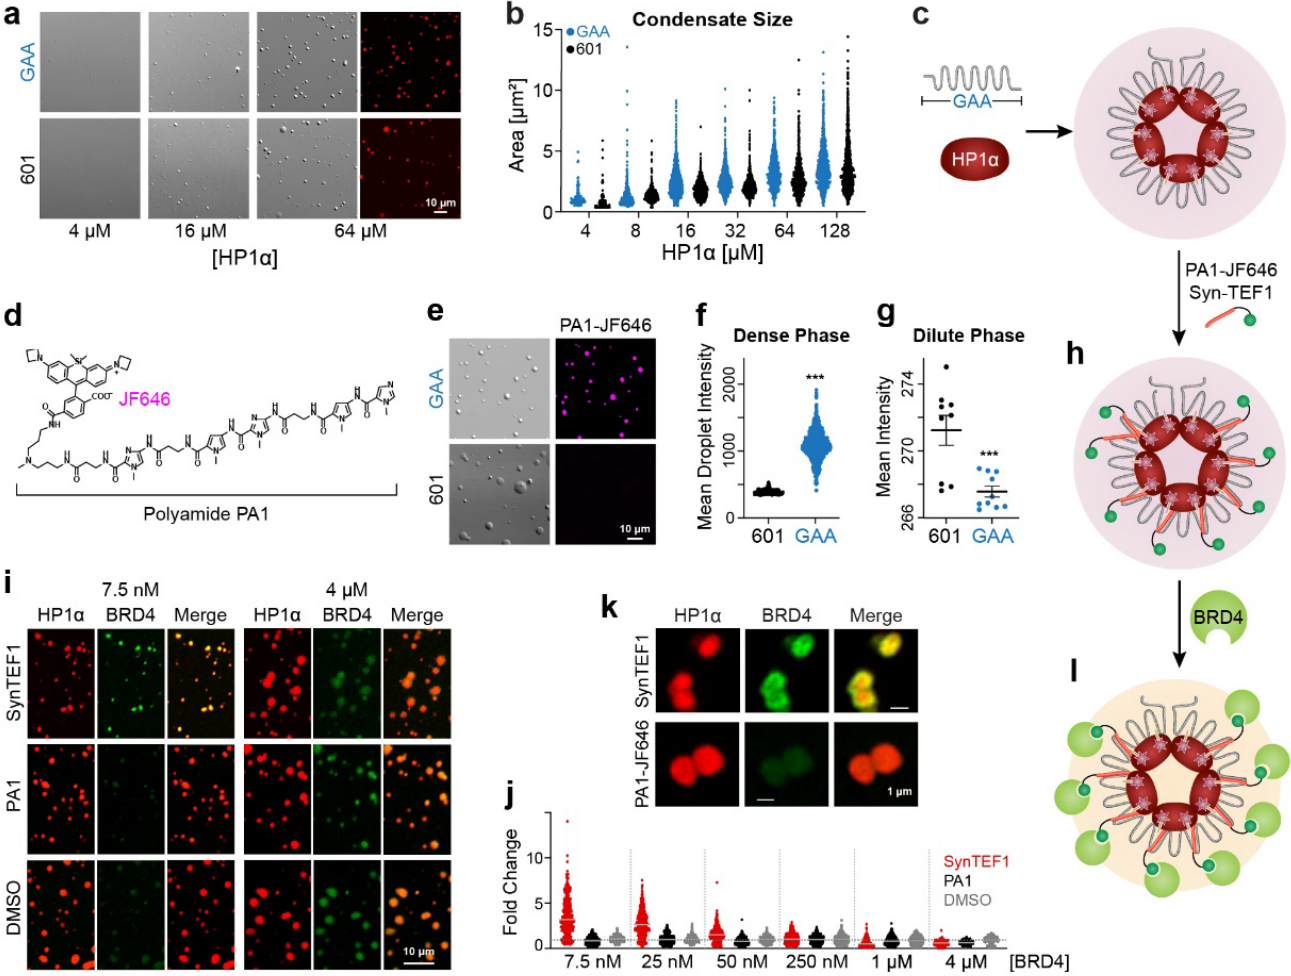 a
GAA
601
10 µm
4 µM
16 µM
64 µM
[HP1α]
b
Condensate Size
GAA
601
Area [µm²]
15
10
5
0
4
8
16
32
64
128
HP1α [µM]
c
GAA
HP1α
PA1-JF646
Syn-TEF1
d
N
Si
N
+
COO⁻
JF646
Polyamide PA1
e
PA1-JF646
GAA
601
10 µm
f
Dense Phase
Mean Droplet Intensity
2000
1000
0
***
601
GAA
g
Dilute Phase
Mean Intensity
274
270
266
***
601
GAA
h
BRD4
i
7.5 nM
4 µM
HP1α
BRD4
Merge
HP1α
BRD4
Merge
SynTEF1
PA1
DMSO
10 µm
k
HP1α
BRD4
Merge
SynTEF1
PA1-JF646
1 µm
j
Fold Change
10
5
0
SynTEF1
PA1
DMSO
7.5 nM
25 nM
50 nM
250 nM
1 µM
4 µM
[BRD4]
l